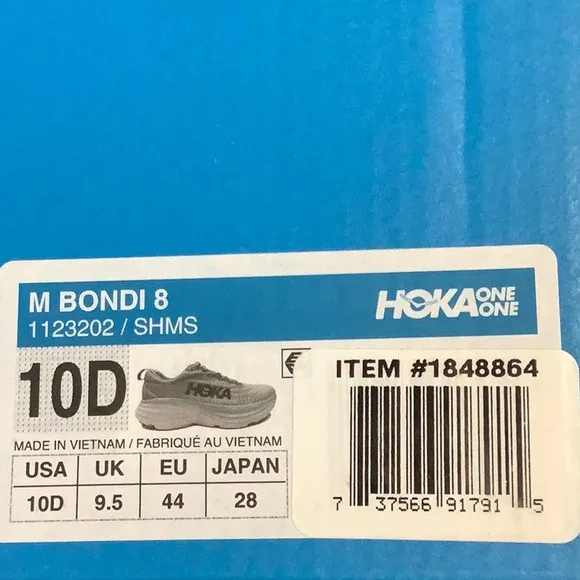 M BONDI 8
1123202 / SHMS
HOKA ONE ONE
10D
HOKA
MADE IN VIETNAM / FABRIQUÉ AU VIETNAM
USA UK EU JAPAN
10D 9.5 44 28
ITEM #1848864
7 37566 91791 5